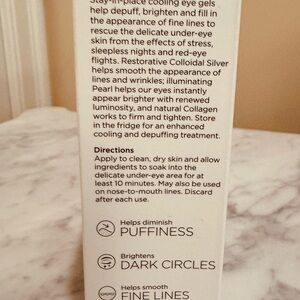 Stay-in-place cooling eye gels
help depuff, brighten and fill in
the appearance of fine lines to
rescue the delicate under-eye
skin from the effects of stress,
sleepless nights and red-eye
flights. Restorative Colloidal Silver
helps smooth the appearance of
lines and wrinkles; illuminating
Pearl helps our eyes instantly
appear brighter with renewed
luminosity, and natural Collagen
works to firm and tighten. Store
in the fridge for an enhanced
cooling and depuffing treatment.
Directions
Apply to clean, dry skin and allow
ingredients to soak into the
delicate under-eye area for at
least 10 minutes. May also be used
on nose-to-mouth lines. Discard
after each use.
Helps diminish
PUFFINESS
Brightens
DARK CIRCLES
Helps smooth
FINE LINES